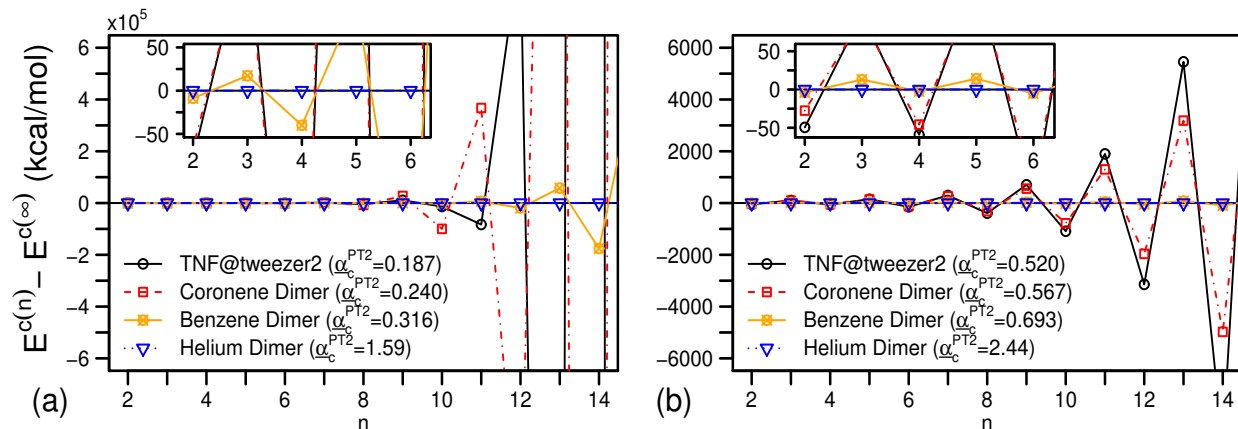 x10⁵
E^c(n) − E^c(∞) (kcal/mol)
6
4
2
0
−2
−4
−6
50
0
−50
2 3 4 5 6
TNF@tweezer2 (α_c^PT2=0.187)
Coronene Dimer (α_c^PT2=0.240)
Benzene Dimer (α_c^PT2=0.316)
Helium Dimer (α_c^PT2=1.59)
2 4 6 8 10 12 14
n
(a)
6000
4000
2000
0
−2000
−4000
−6000
50
0
−50
2 3 4 5 6
TNF@tweezer2 (α_c^PT2=0.520)
Coronene Dimer (α_c^PT2=0.567)
Benzene Dimer (α_c^PT2=0.693)
Helium Dimer (α_c^PT2=2.44)
2 4 6 8 10 12 14
n
(b)